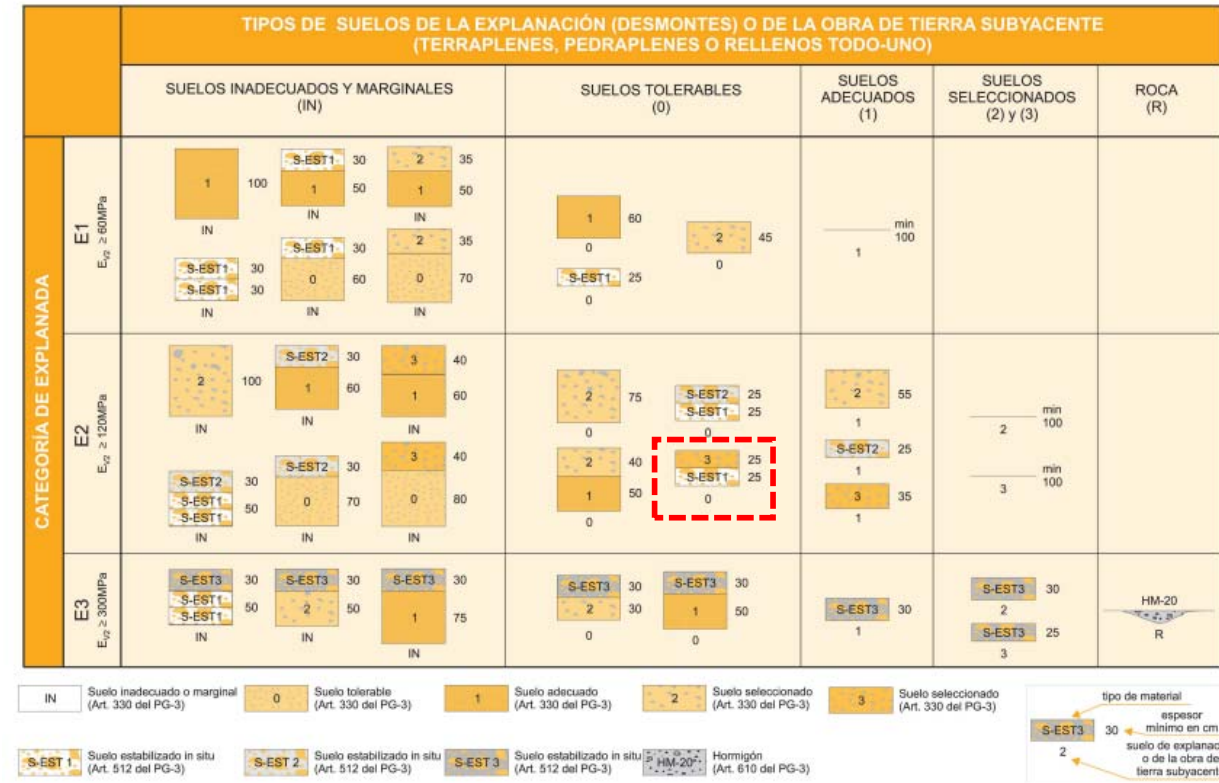 TIPOS DE SUELOS DE LA EXPLANACIÓN (DESMONTES) O DE LA OBRA DE TIERRA SUBYACENTE
(TERRAPLENES, PEDRAPLENES O RELLENOS TODO-UNO)
SUELOS INADECUADOS Y MARGINALES
(IN)
SUELOS TOLERABLES
(0)
SUELOS
ADECUADOS
(1)
SUELOS
SELECCIONADOS
(2) y (3)
ROCA
(R)
CATEGORÍA DE EXPLANADA
E1
EV2 ≥ 60MPa
1 100
IN
S-EST1 30
1 50
IN
2 35
1 50
IN
S-EST1 30
S-EST1 30
IN
S-EST1 30
0 60
IN
2 35
0 70
IN
1 60
0
2 45
0
S-EST1 25
0
min
100
1
E2
EV2 ≥ 120MPa
2 100
IN
S-EST2 30
1 60
IN
3 40
1 60
IN
S-EST2 30
S-EST1 50
S-EST1
IN
S-EST2 30
0 70
IN
3 40
0 80
IN
2 75
0
S-EST2 25
S-EST1 25
0
2 40
1 50
0
3 25
S-EST1 25
0
2 55
1
S-EST2 25
1
3 35
1
min
100
2
min
100
3
E3
EV2 ≥ 300MPa
S-EST3 30
S-EST1 50
S-EST1
IN
S-EST3 30
2 50
IN
S-EST3 30
1 75
IN
S-EST3 30
2 30
0
S-EST3 30
1 50
0
S-EST3 30
1
S-EST3 30
2
S-EST3 25
3
HM-20
R
IN Suelo inadecuado o marginal
(Art. 330 del PG-3)
0 Suelo tolerable
(Art. 330 del PG-3)
1 Suelo adecuado
(Art. 330 del PG-3)
2 Suelo seleccionado
(Art. 330 del PG-3)
3 Suelo seleccionado
(Art. 330 del PG-3)
S-EST 1 Suelo estabilizado in situ
(Art. 512 del PG-3)
S-EST 2 Suelo estabilizado in situ
(Art. 512 del PG-3)
S-EST 3 Suelo estabilizado in situ
(Art. 512 del PG-3)
HM-20 Hormigón
(Art. 610 del PG-3)
tipo de material
espesor
S-EST3 30 mínimo en cm
suelo de
2 o de la obra de
tierra